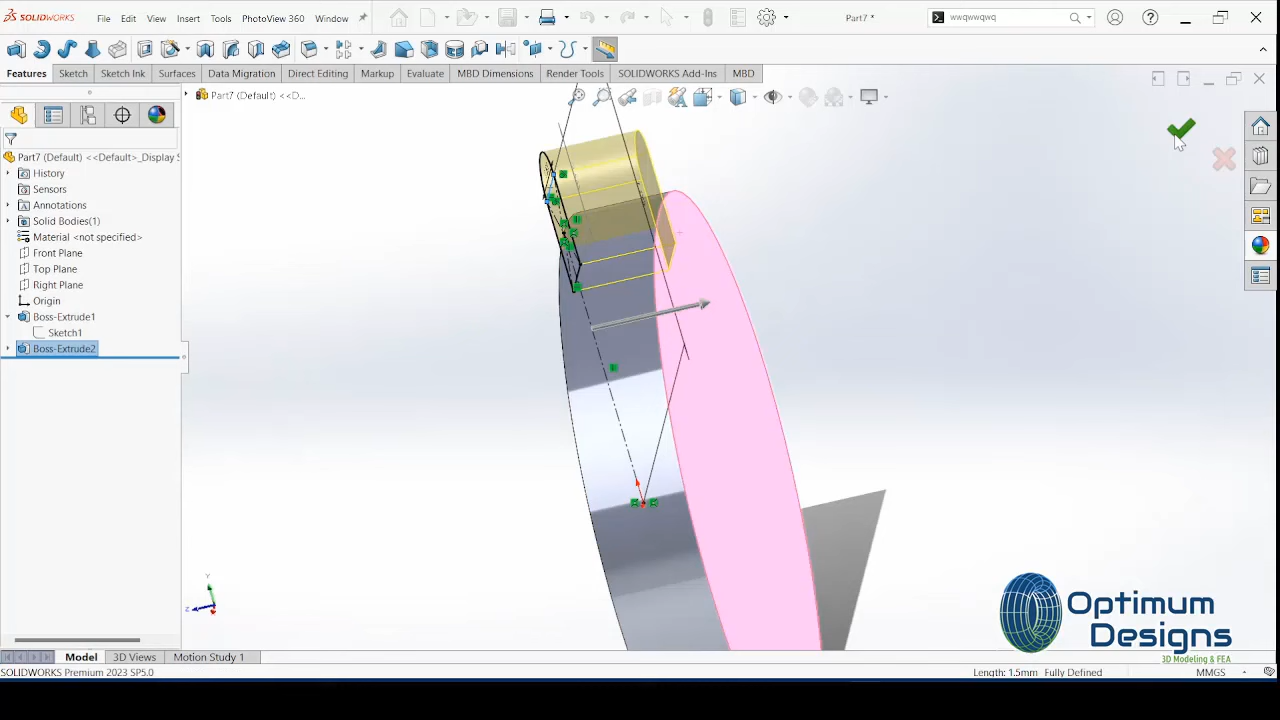 SOLIDWORKS
File Edit View Insert Tools PhotoView 360 Window
Part7 *
wwqwwqwq
Features Sketch Sketch Ink Surfaces Data Migration Direct Editing Markup Evaluate MBD Dimensions Render Tools SOLIDWORKS Add-Ins MBD
Part7 (Default) <<D...
Part7 (Default) <<Default>_Display S
History
Sensors
Annotations
Solid Bodies(1)
Material <not specified>
Front Plane
Top Plane
Right Plane
Origin
Boss-Extrude1
Sketch1
Boss-Extrude2
Y
Z
Optimum
Designs
3D Modeling & FEA
Model 3D Views Motion Study 1
SOLIDWORKS Premium 2023 SP5.0
Length: 1.5mm Fully Defined MMGS